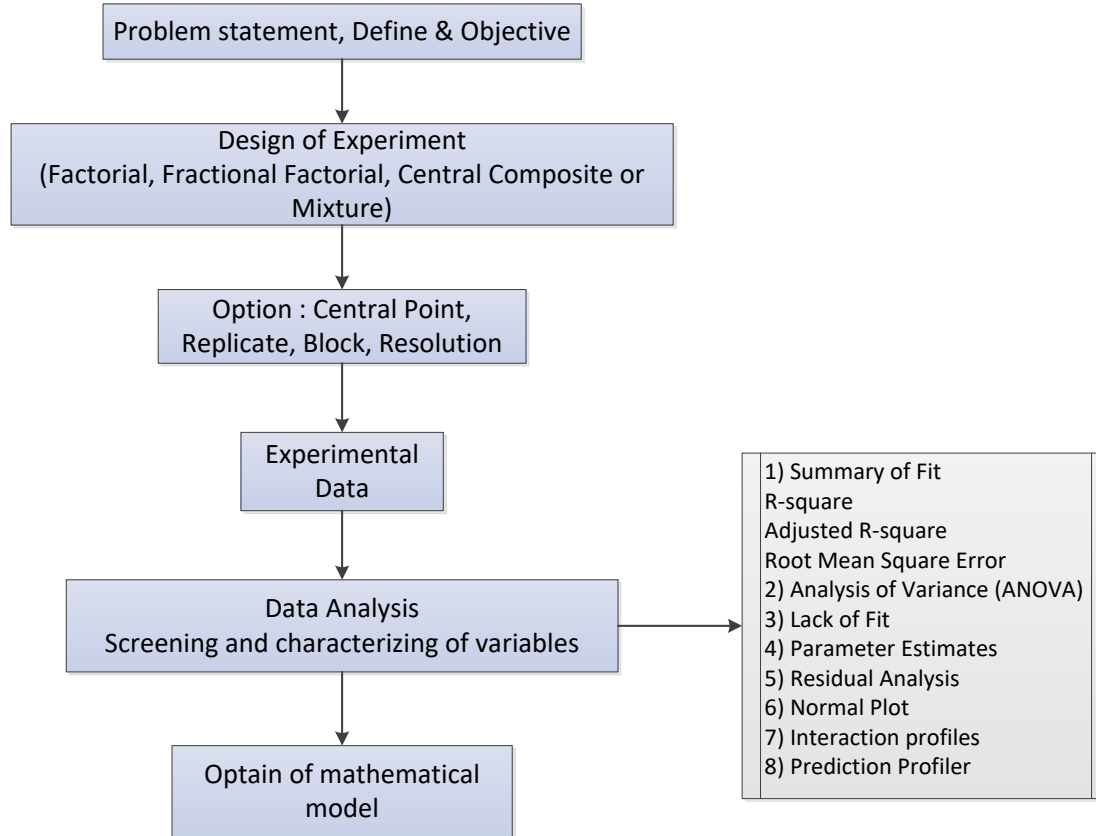 Problem statement, Define & Objective
Design of Experiment
(Factorial, Fractional Factorial, Central Composite or
Mixture)
Option : Central Point,
Replicate, Block, Resolution
Experimental
Data
Data Analysis
Screening and characterizing of variables
1) Summary of Fit
R-square
Adjusted R-square
Root Mean Square Error
2) Analysis of Variance (ANOVA)
3) Lack of Fit
4) Parameter Estimates
5) Residual Analysis
6) Normal Plot
7) Interaction profiles
8) Prediction Profiler
Optain of mathematical
model